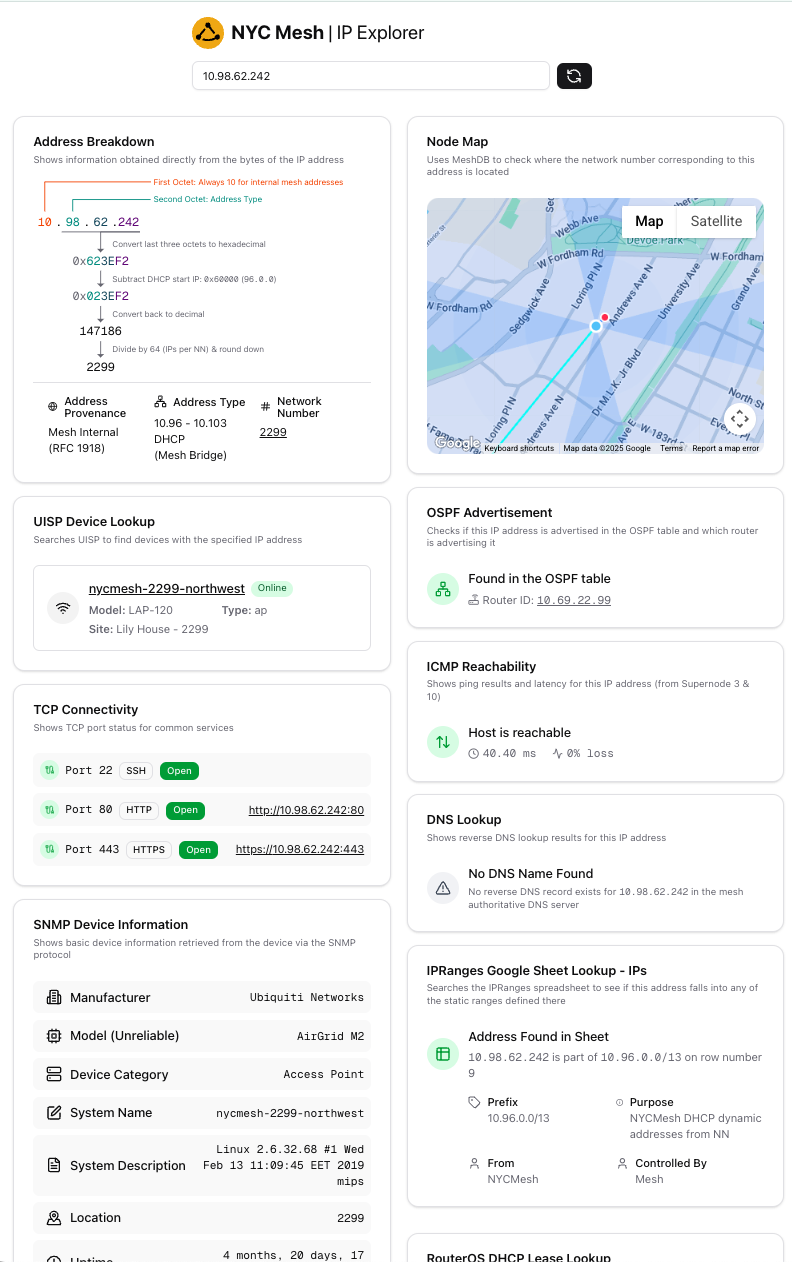 NYC Mesh | IP Explorer
10.98.62.242
Address Breakdown
Shows information obtained directly from the bytes of the IP address
First Octet: Always 10 for internal mesh addresses
Second Octet: Address Type
10 . 98 . 62 .242
Convert last three octets to hexadecimal
0x623EF2
Subtract DHCP start IP: 0x60000 (96.0.0)
0x023EF2
Convert back to decimal
147186
Divide by 64 (IPs per NN) & round down
2299
Address Provenance
Mesh Internal
(RFC 1918)
Address Type
10.96 - 10.103
DHCP
(Mesh Bridge)
Network Number
2299
UISP Device Lookup
Searches UISP to find devices with the specified IP address
nycmesh-2299-northwest Online
Model: LAP-120 Type: ap
Site: Lily House - 2299
TCP Connectivity
Shows TCP port status for common services
Port 22 SSH Open
Port 80 HTTP Open http://10.98.62.242:80
Port 443 HTTPS Open https://10.98.62.242:443
SNMP Device Information
Shows basic device information retrieved from the device via the SNMP
protocol
Manufacturer Ubiquiti Networks
Model (Unreliable) AirGrid M2
Device Category Access Point
System Name nycmesh-2299-northwest
System Description Linux 2.6.32.68 #1 Wed
Feb 13 11:09:45 EET 2019
mips
Location 2299
Uptime 4 months, 20 days, 17
Node Map
Uses MeshDB to check where the network number corresponding to this
address is located
Map Satellite
Webb Ave
Devoe Park
W Fordham Rd
W Fordham Rd
W Fordham Rd
Sedgwick Ave
Loring Pl N
Andrews Ave N
University Ave
Grand Ave
Dr M.L.K. Jr Blvd
Loring Pl N
Andrews Ave N
North St
W 183rd St
Google
Keyboard shortcuts Map data ©2025 Google Terms Report a map error
OSPF Advertisement
Checks if this IP address is advertised in the OSPF table and which router
is advertising it
Found in the OSPF table
Router ID: 10.69.22.99
ICMP Reachability
Shows ping results and latency for this IP address (from Supernode 3 &
10)
Host is reachable
40.40 ms 0% loss
DNS Lookup
Shows reverse DNS lookup results for this IP address
No DNS Name Found
No reverse DNS record exists for 10.98.62.242 in the mesh
authoritative DNS server
IPRanges Google Sheet Lookup - IPs
Searches the IPRanges spreadsheet to see if this address falls into any of
the static ranges defined there
Address Found in Sheet
10.98.62.242 is part of 10.96.0.0/13 on row number
9
Prefix
10.96.0.0/13
Purpose
NYCMesh DHCP dynamic
addresses from NN
From
NYCMesh
Controlled By
Mesh
RouterOS DHCP Lease Lookup